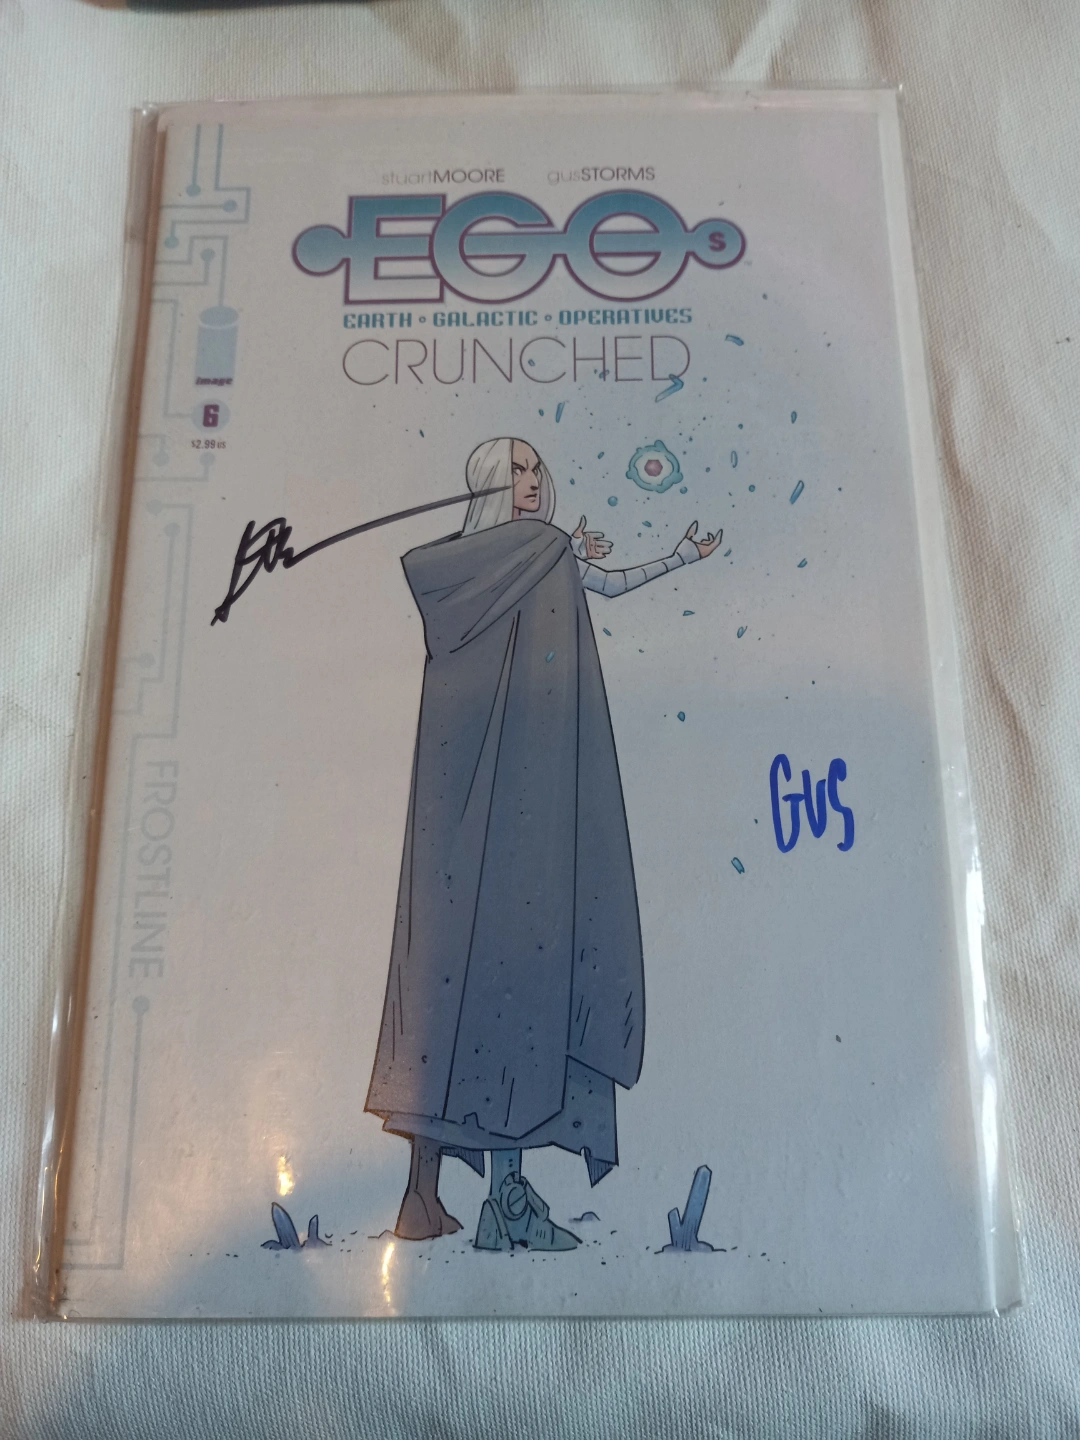 stuartMOORE gusSTORMS
EGOs
EARTH • GALACTIC • OPERATIVES
CRUNCHED
image
6
$2.99 US
FROSTLINE
GUS